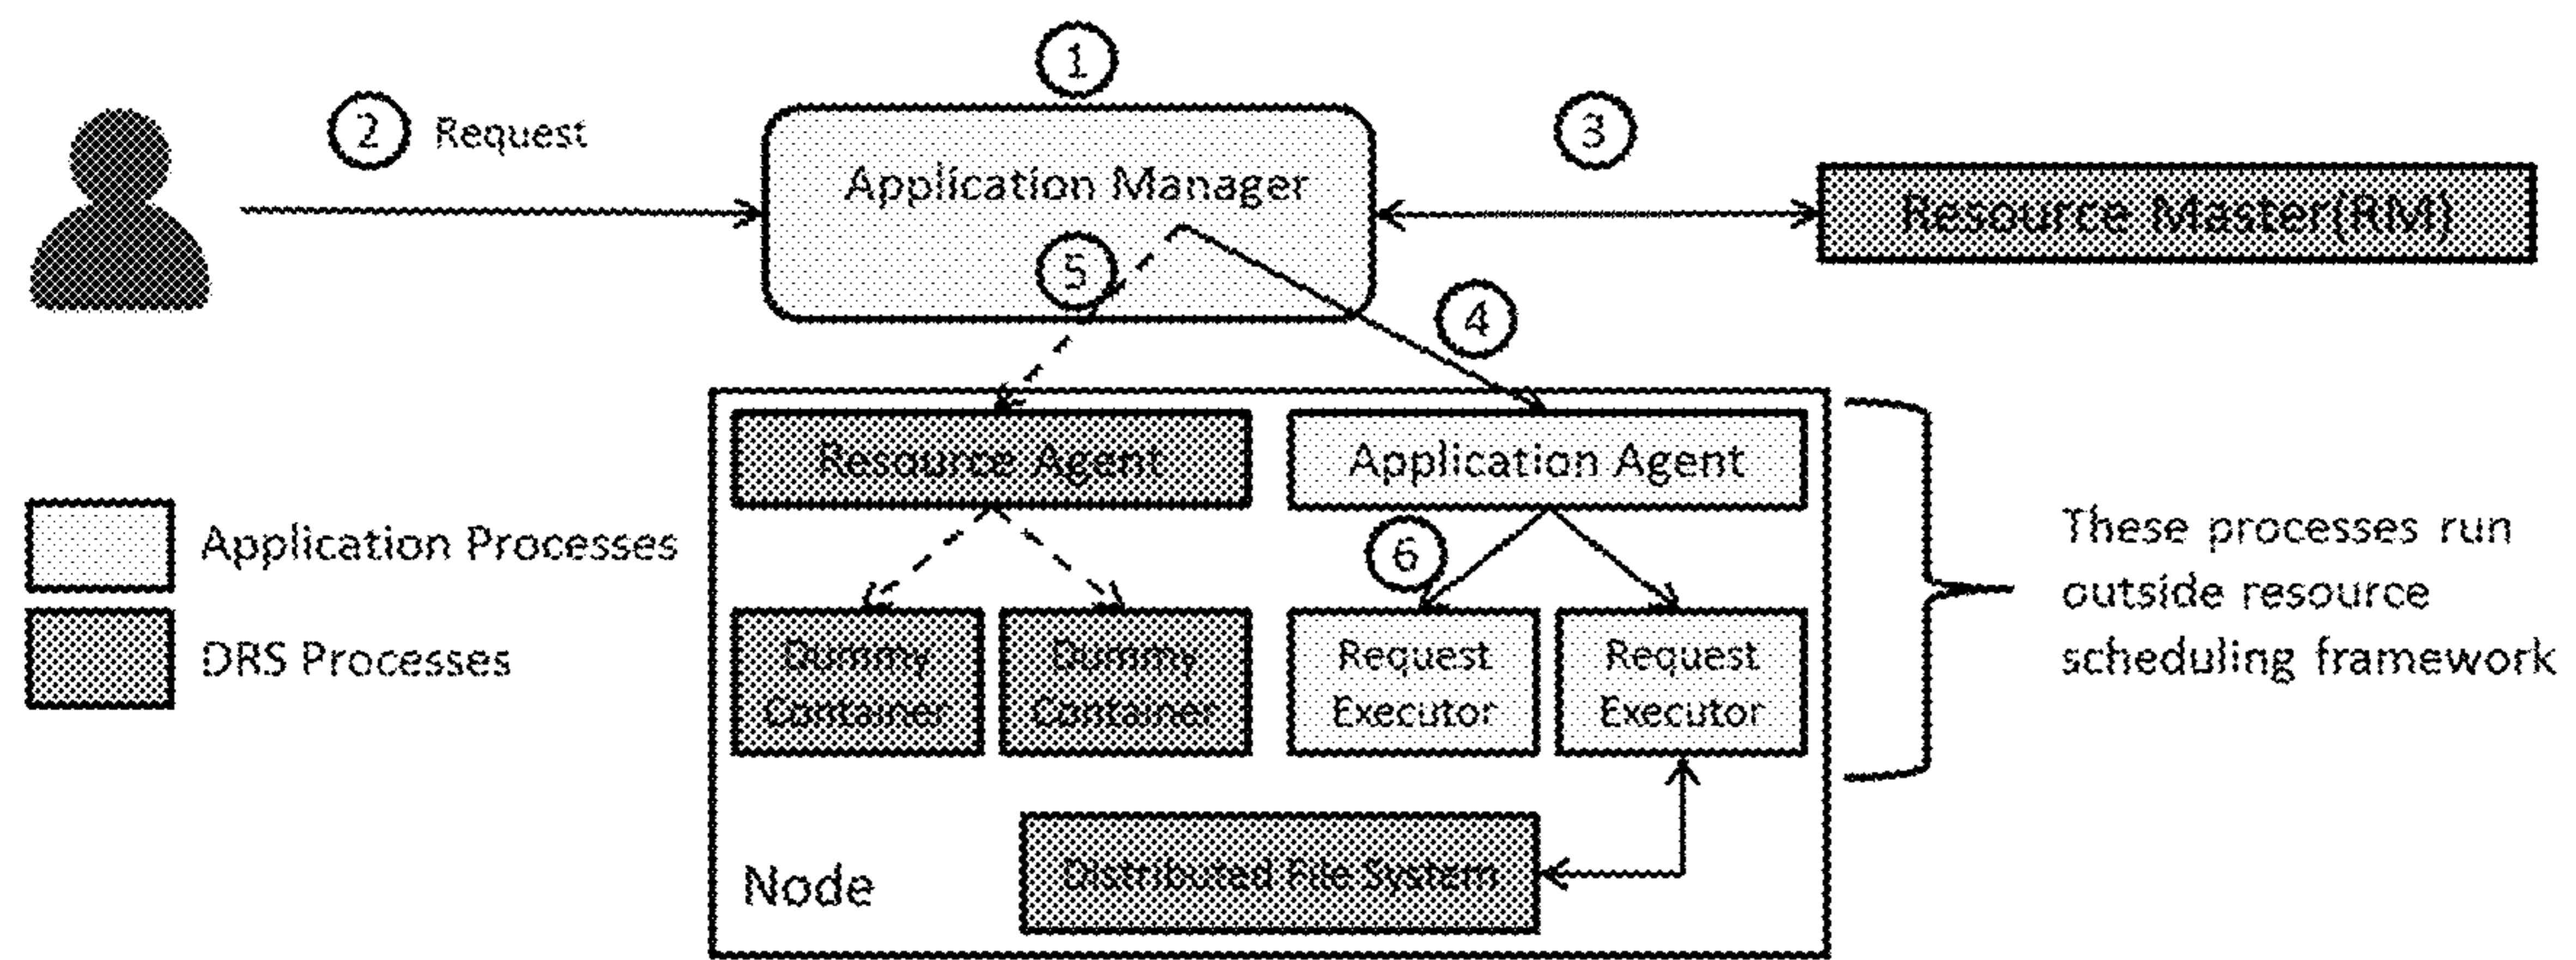 1
2 Request
3
Application Manager
Resource Master(RM)
5
4
Resource Agent
Application Agent
Application Processes
6
These processes run
outside resource
scheduling framework
DRS Processes
Dummy
Container
Dummy
Container
Request
Executor
Request
Executor
Distributed File System
Node